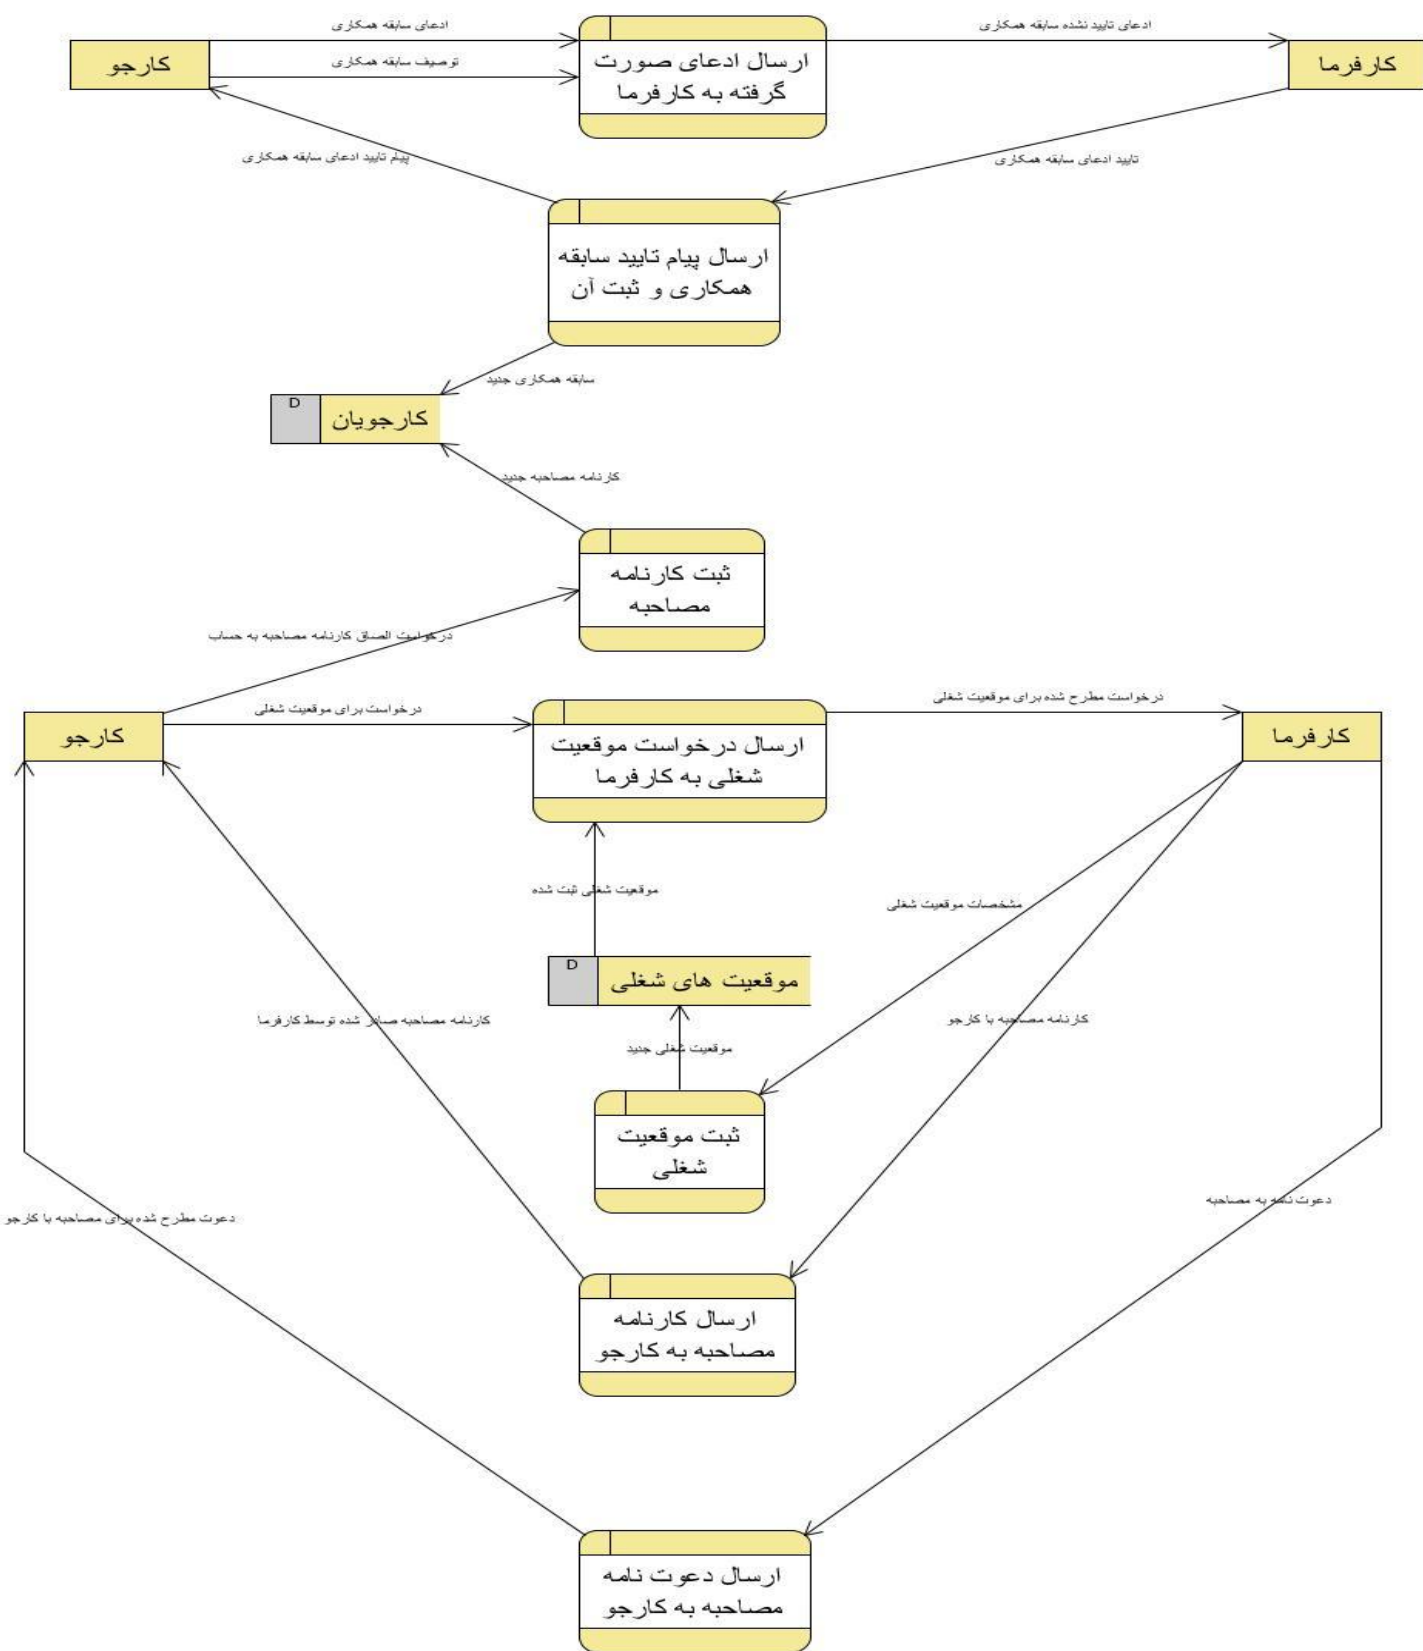 ادعای سابقه همکاری
ادعای تایید نشده سابقه همکاری
کارجو
ارسال ادعای صورت
گرفته به کارفرما
کارفرما
توصیف سابقه همکاری
پیام تایید ادعای سابقه همکاری
تایید ادعای سابقه همکاری
ارسال پیام تایید سابقه
همکاری و ثبت آن
سابقه همکاری جدید
D
کارجویان
کارنامه مصاحبه جدید
ثبت کارنامه
مصاحبه
درخواست الصاق کارنامه مصاحبه به حساب
درخواست مطرح شده برای موقعیت شغلی
درخواست برای موقعیت شغلی
کارجو
ارسال درخواست موقعیت
شغلی به کارفرما
کارفرما
موقعیت شغلی ثبت شده
مشخصات موقعیت شغلی
D
موقعیت های شغلی
کارنامه مصاحبه صادر شده توسط کارفرما
کارنامه مصاحبه با کارجو
موقعیت شغلی جدید
ثبت موقعیت
شغلی
دعوت نامه به مصاحبه
دعوت مطرح شده برای مصاحبه با کارجو
ارسال کارنامه
مصاحبه به کارجو
ارسال دعوت نامه
مصاحبه به کارجو